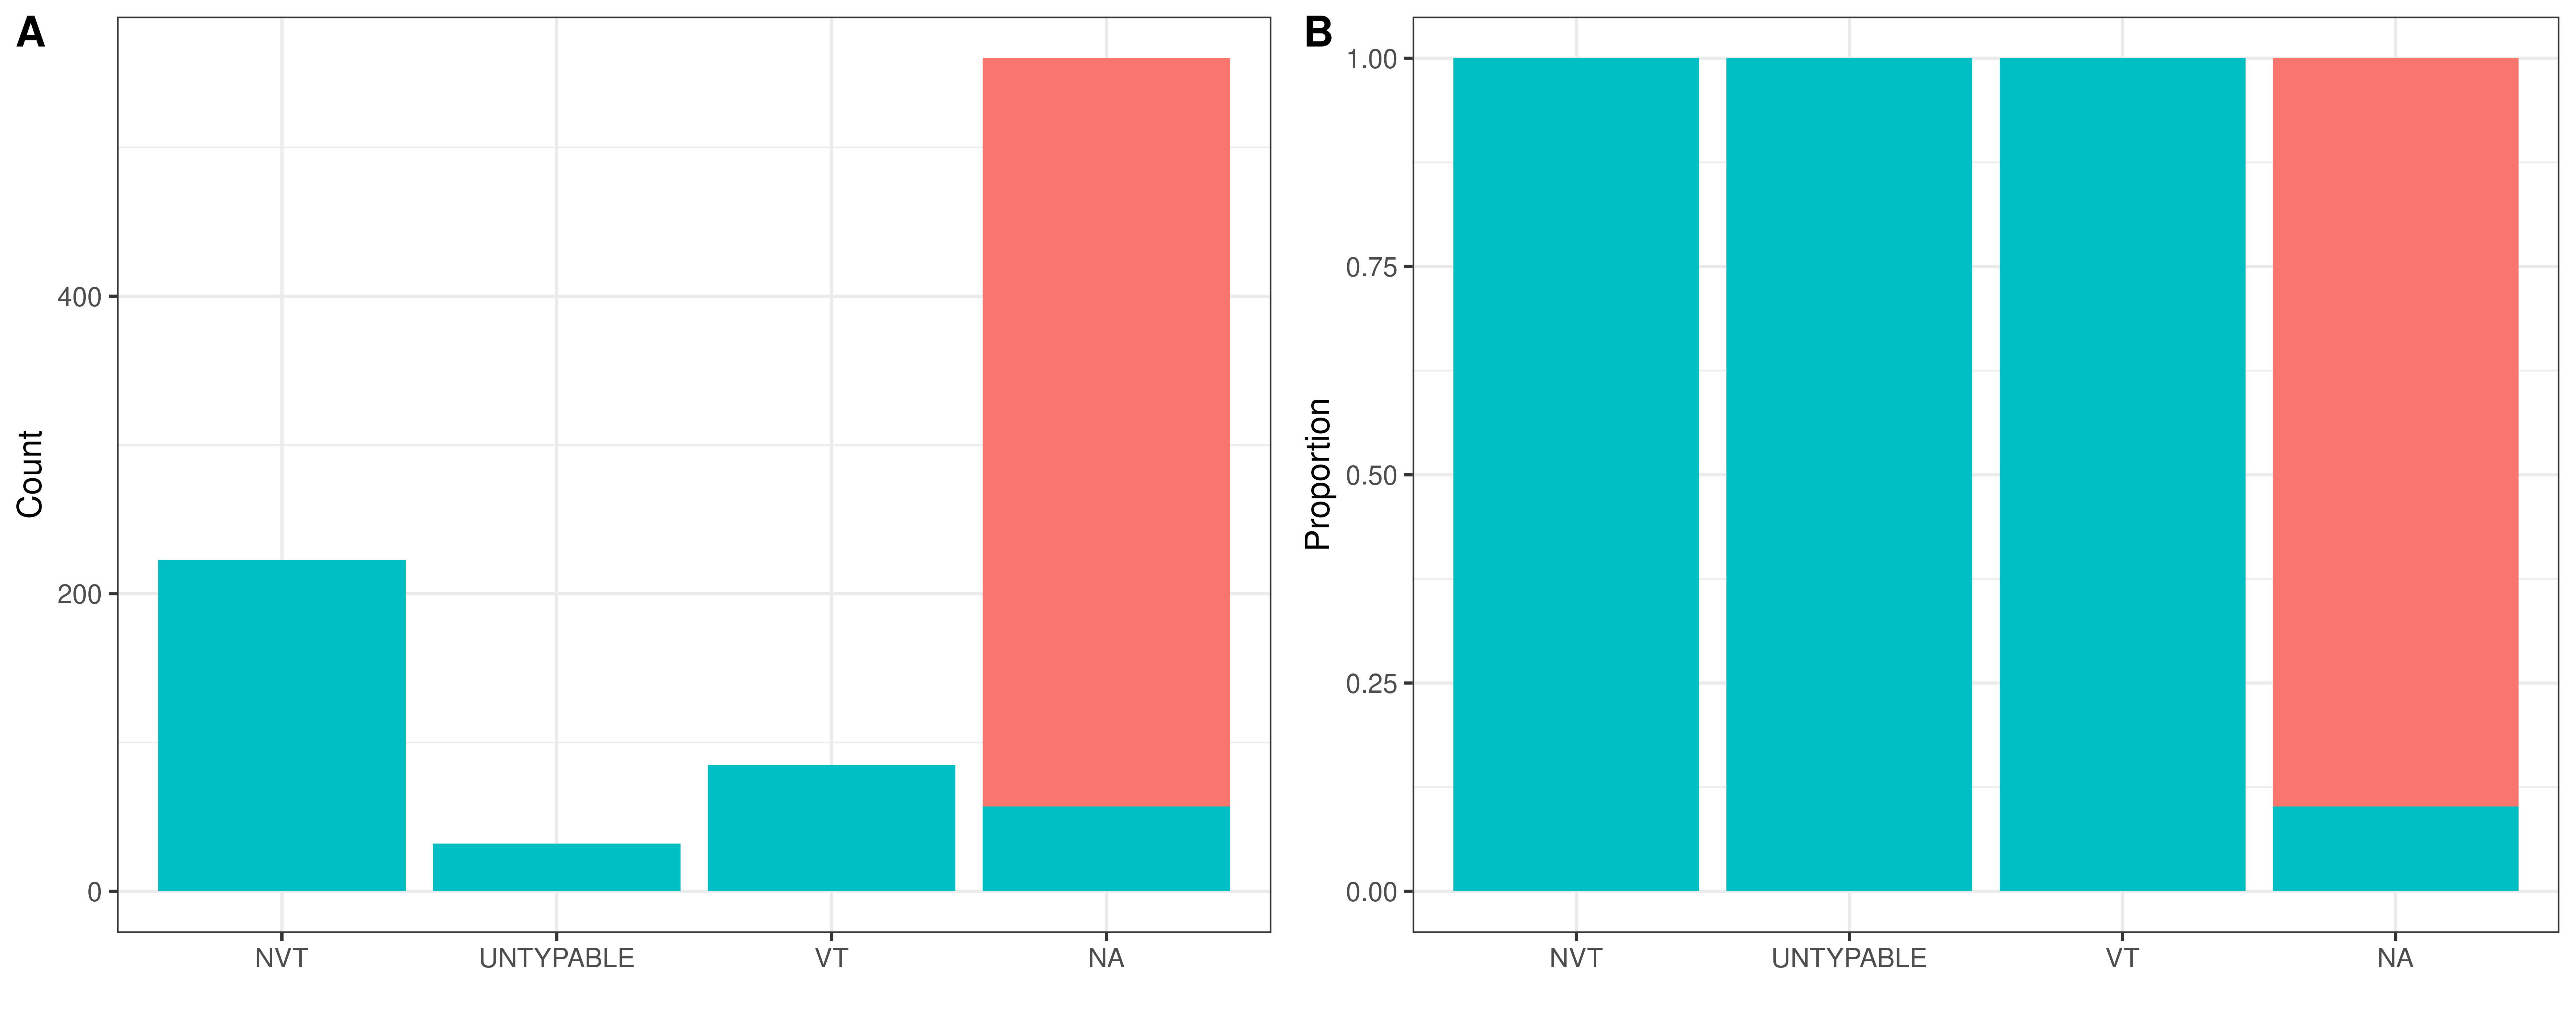 A
Count
400
200
0
NVT UNTYPABLE VT NA
B
Proportion
1.00
0.75
0.50
0.25
0.00
NVT UNTYPABLE VT NA